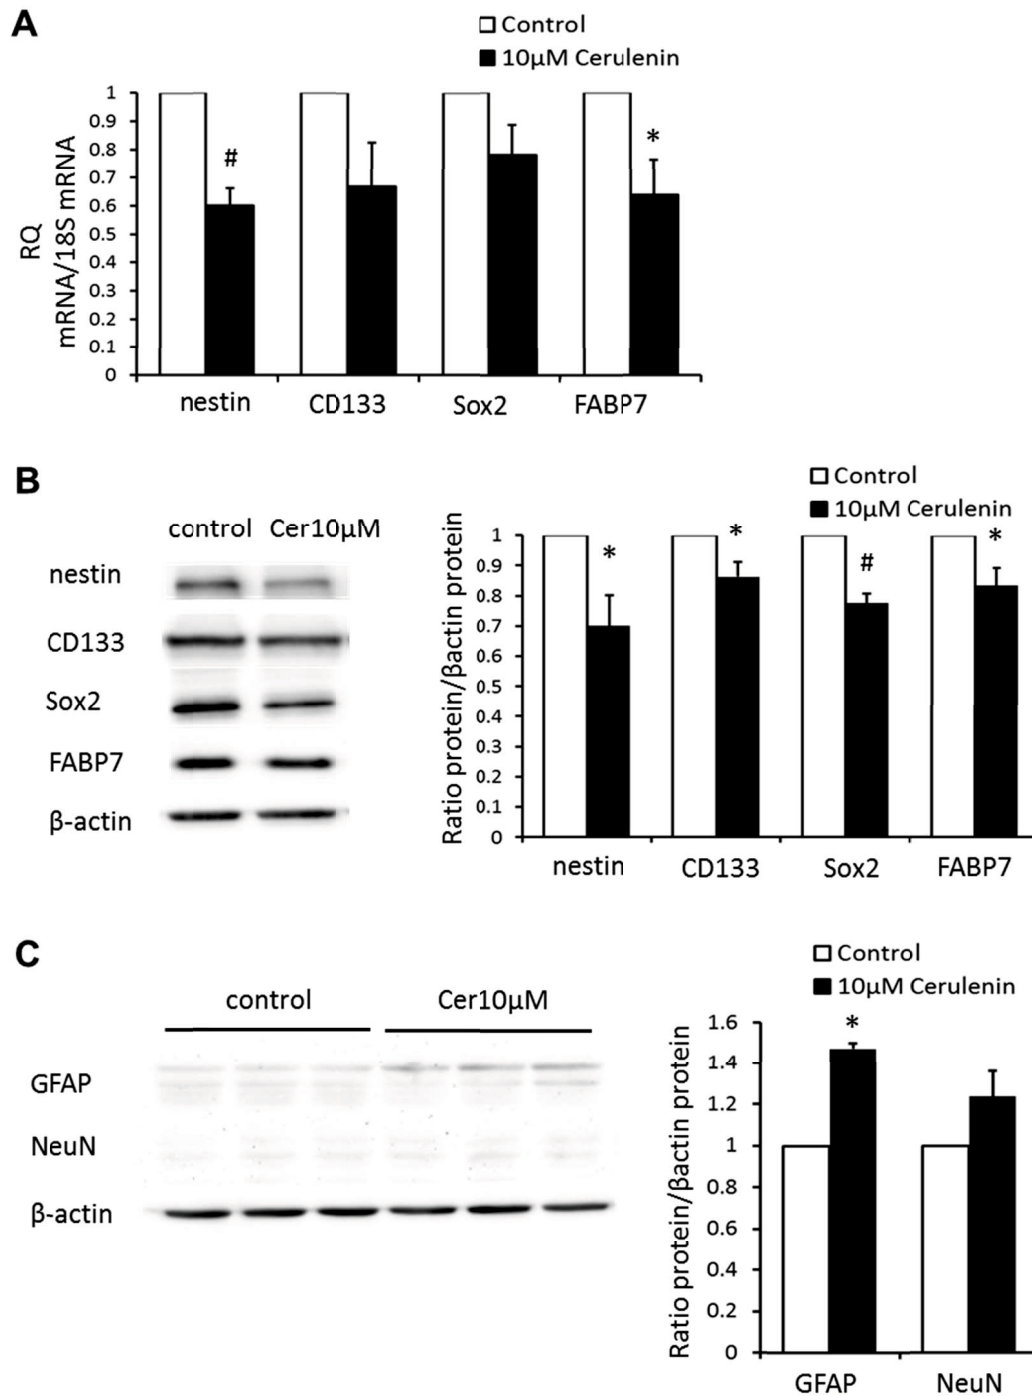 A
Control
10µM Cerulenin
RQ
mRNA/18S mRNA
1
0.9
0.8
0.7
0.6
0.5
0.4
0.3
0.2
0.1
0
#
*
nestin CD133 Sox2 FABP7
B
control Cer10µM
nestin
CD133
Sox2
FABP7
β-actin
Control
10µM Cerulenin
Ratio protein/βactin protein
1
0.9
0.8
0.7
0.6
0.5
0.4
0.3
0.2
0.1
0
* * # *
nestin CD133 Sox2 FABP7
C
control Cer10µM
GFAP
NeuN
β-actin
Control
10µM Cerulenin
Ratio protein/βactin protein
1.6
1.4
1.2
1
0.8
0.6
0.4
0.2
0
*
GFAP NeuN